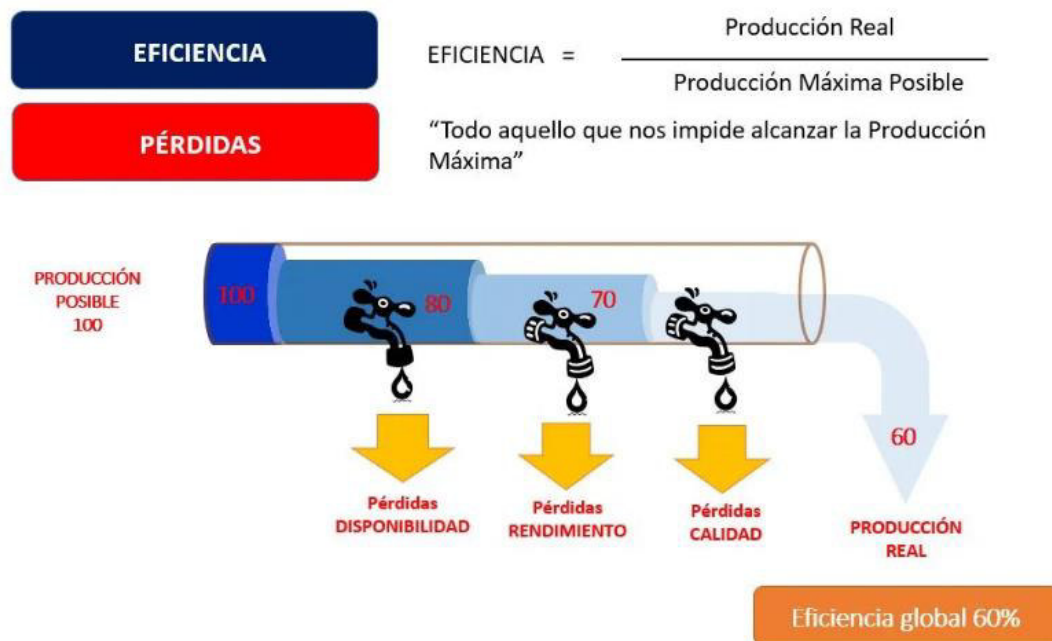 EFICIENCIA
EFICIENCIA =
Producción Real
Producción Máxima Posible
PÉRDIDAS
“Todo aquello que nos impide alcanzar la Producción
Máxima”
PRODUCCIÓN
POSIBLE
100
100
80
70
60
Pérdidas
DISPONIBILIDAD
Pérdidas
RENDIMIENTO
Pérdidas
CALIDAD
PRODUCCIÓN
REAL
Eficiencia global 60%